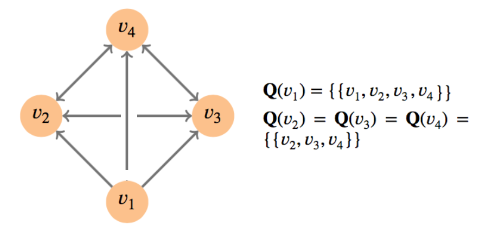 v₄
v₂
v₃
v₁
𝐐(v₁) = {{v₁, v₂, v₃, v₄}}
𝐐(v₂) = 𝐐(v₃) = 𝐐(v₄) =
{{v₂, v₃, v₄}}